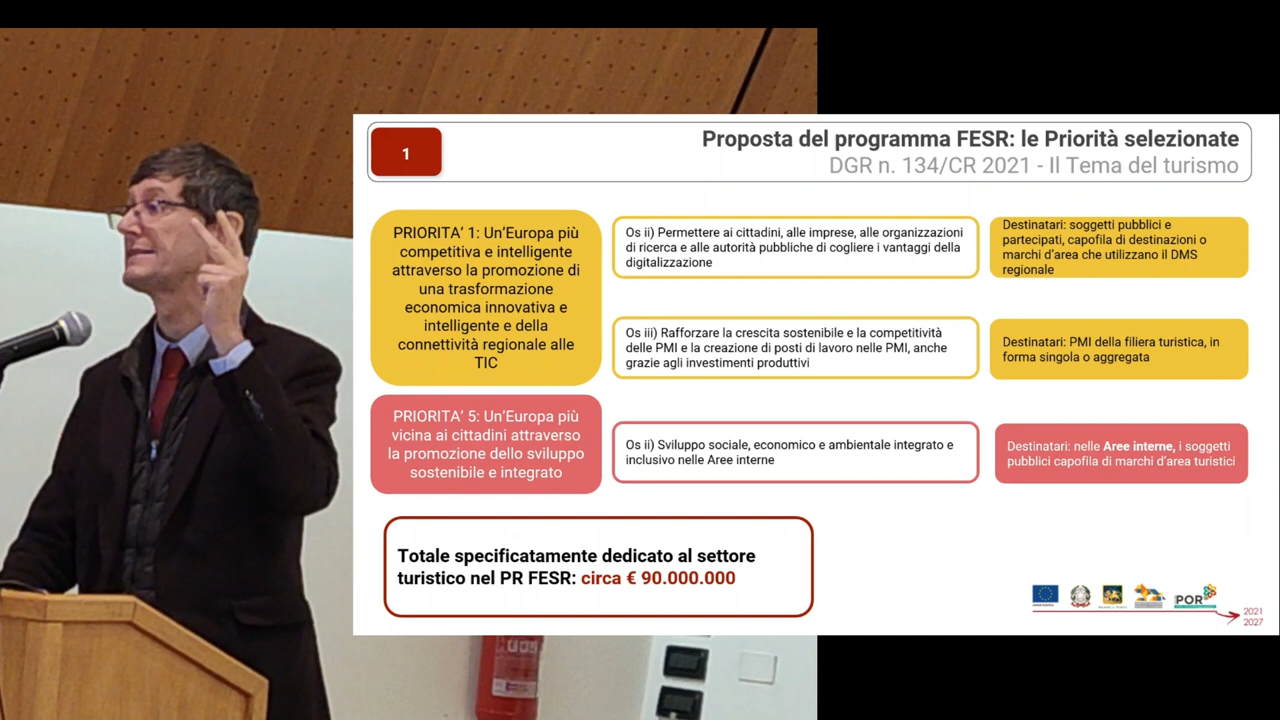 1
Proposta del programma FESR: le Priorità selezionate
DGR n. 134/CR 2021 - Il Tema del turismo
PRIORITA’ 1: Un’Europa più
competitiva e intelligente
attraverso la promozione di
una trasformazione
economica innovativa e
intelligente e della
connettività regionale alle
TIC
Os ii) Permettere ai cittadini, alle imprese, alle organizzazioni
di ricerca e alle autorità pubbliche di cogliere i vantaggi della
digitalizzazione
Destinatari: soggetti pubblici e
partecipati, capofila di destinazioni o
marchi d’area che utilizzano il DMS
regionale
Os iii) Rafforzare la crescita sostenibile e la competitività
delle PMI e la creazione di posti di lavoro nelle PMI, anche
grazie agli investimenti produttivi
Destinatari: PMI della filiera turistica, in
forma singola o aggregata
PRIORITA’ 5: Un’Europa più
vicina ai cittadini attraverso
la promozione dello sviluppo
sostenibile e integrato
Os ii) Sviluppo sociale, economico e ambientale integrato e
inclusivo nelle Aree interne
Destinatari: nelle Aree interne, i soggetti
pubblici capofila di marchi d’area turistici
Totale specificatamente dedicato al settore
turistico nel PR FESR: circa € 90.000.000
POR
2021
2027